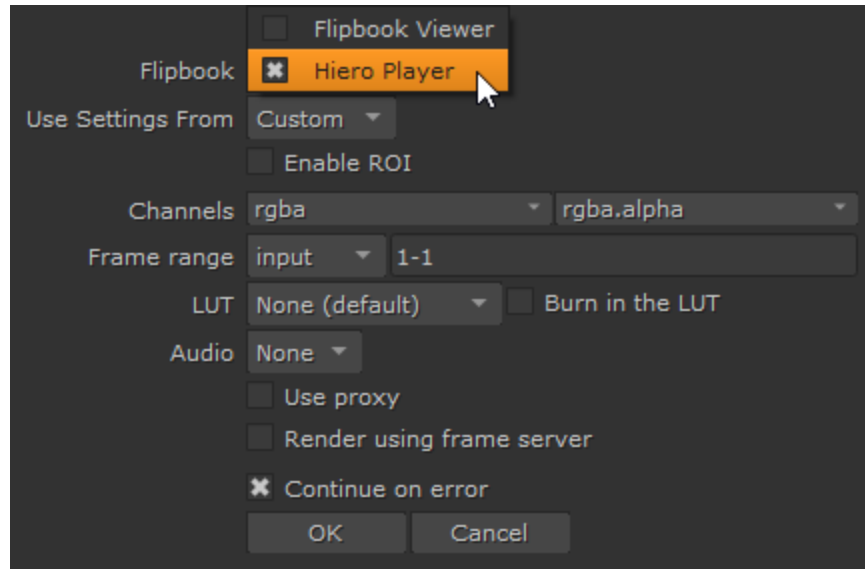 Flipbook Viewer
Flipbook Hiero Player
Use Settings From Custom
Enable ROI
Channels rgba rgba.alpha
Frame range input 1-1
LUT None (default) Burn in the LUT
Audio None
Use proxy
Render using frame server
Continue on error
OK Cancel